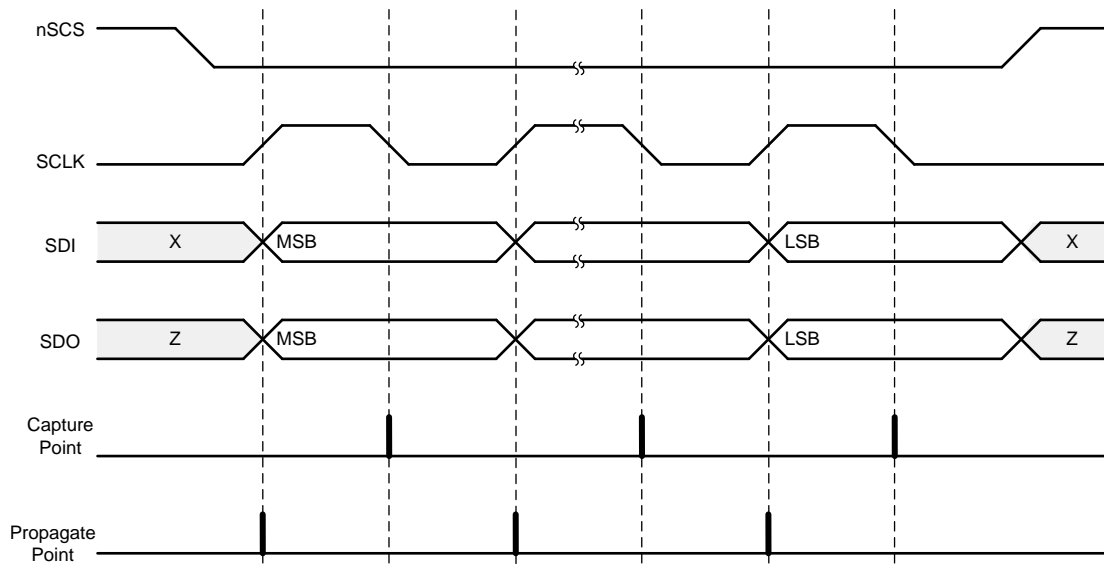 nSCS
SCLK
SDI
X
MSB
LSB
X
SDO
Z
MSB
LSB
Z
Capture
Point
Propagate
Point